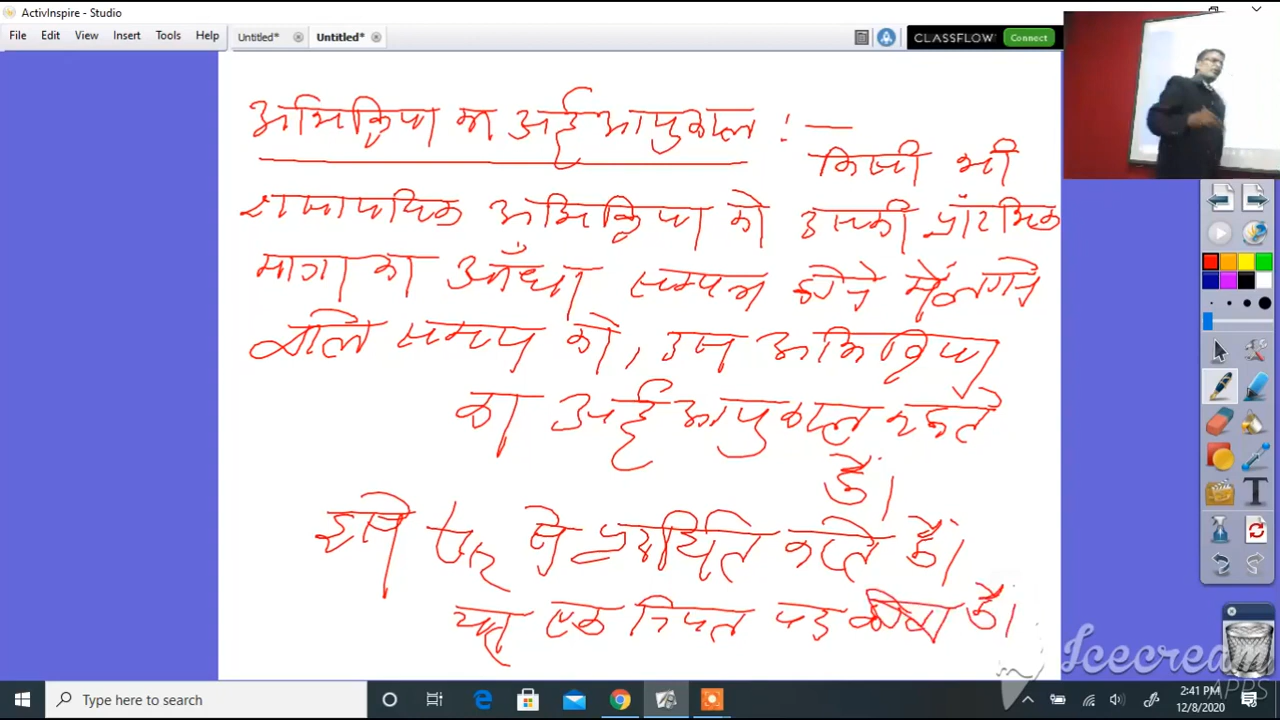 ActivInspire - Studio
File Edit View Insert Tools Help Untitled* Untitled* CLASSFLOW Connect
अभिक्रिया का अर्द्ध आयुकाल :—
किसी भी
रासायनिक अभिक्रिया को उसकी प्रारंभिक
मात्रा का आँधा सम्पन्न होने में लगने
वाले समय को, उस अभिक्रिया
का अर्द्ध आयुकाल कहते
हैं।
इसे t½ से प्रदर्शित करते हैं।
यह एक नियत पद होता है।
Icecream
APPS
Type here to search
2:41 PM
12/8/2020